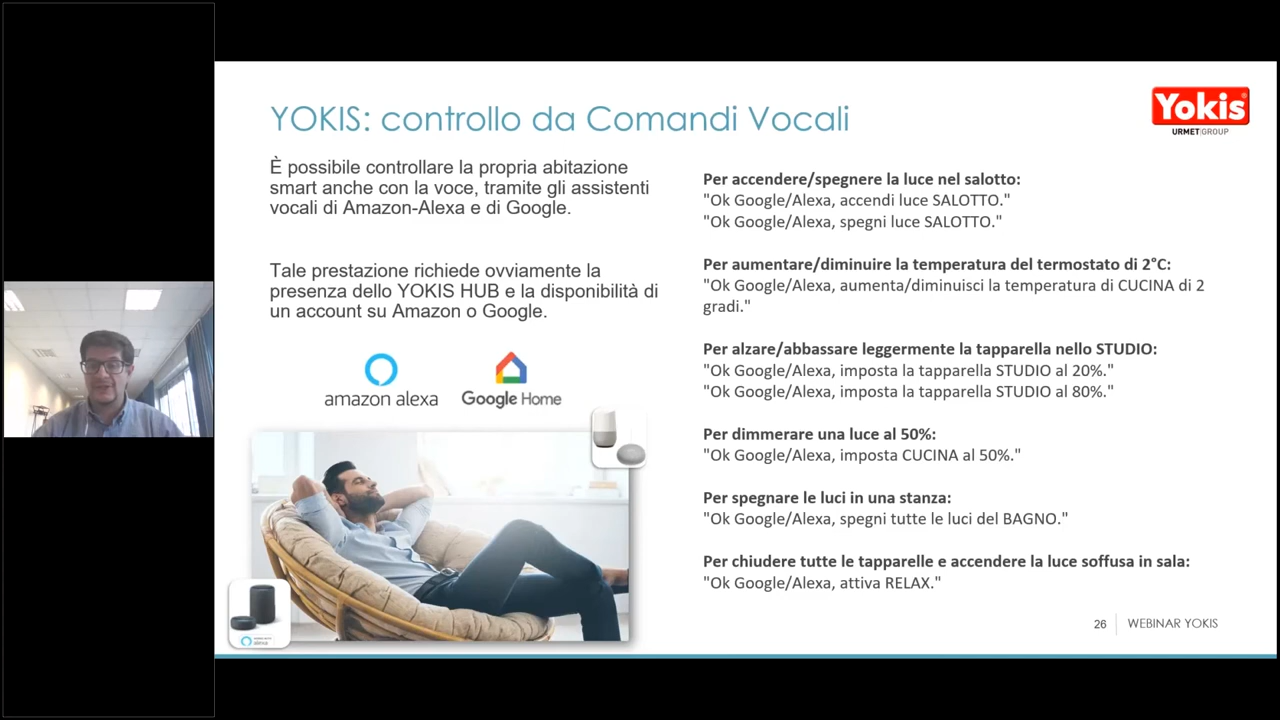 YOKIS: controllo da Comandi Vocali
Yokis
URMET GROUP
È possibile controllare la propria abitazione
smart anche con la voce, tramite gli assistenti
vocali di Amazon-Alexa e di Google.
Tale prestazione richiede ovviamente la
presenza dello YOKIS HUB e la disponibilità di
un account su Amazon o Google.
amazon alexa
Google Home
Per accendere/spegnere la luce nel salotto:
"Ok Google/Alexa, accendi luce SALOTTO."
"Ok Google/Alexa, spegni luce SALOTTO."
Per aumentare/diminuire la temperatura del termostato di 2°C:
"Ok Google/Alexa, aumenta/diminuisci la temperatura di CUCINA di 2
gradi."
Per alzare/abbassare leggermente la tapparella nello STUDIO:
"Ok Google/Alexa, imposta la tapparella STUDIO al 20%."
"Ok Google/Alexa, imposta la tapparella STUDIO al 80%."
Per dimmerare una luce al 50%:
"Ok Google/Alexa, imposta CUCINA al 50%."
Per spegnare le luci in una stanza:
"Ok Google/Alexa, spegni tutte le luci del BAGNO."
Per chiudere tutte le tapparelle e accendere la luce soffusa in sala:
"Ok Google/Alexa, attiva RELAX."
26
WEBINAR YOKIS